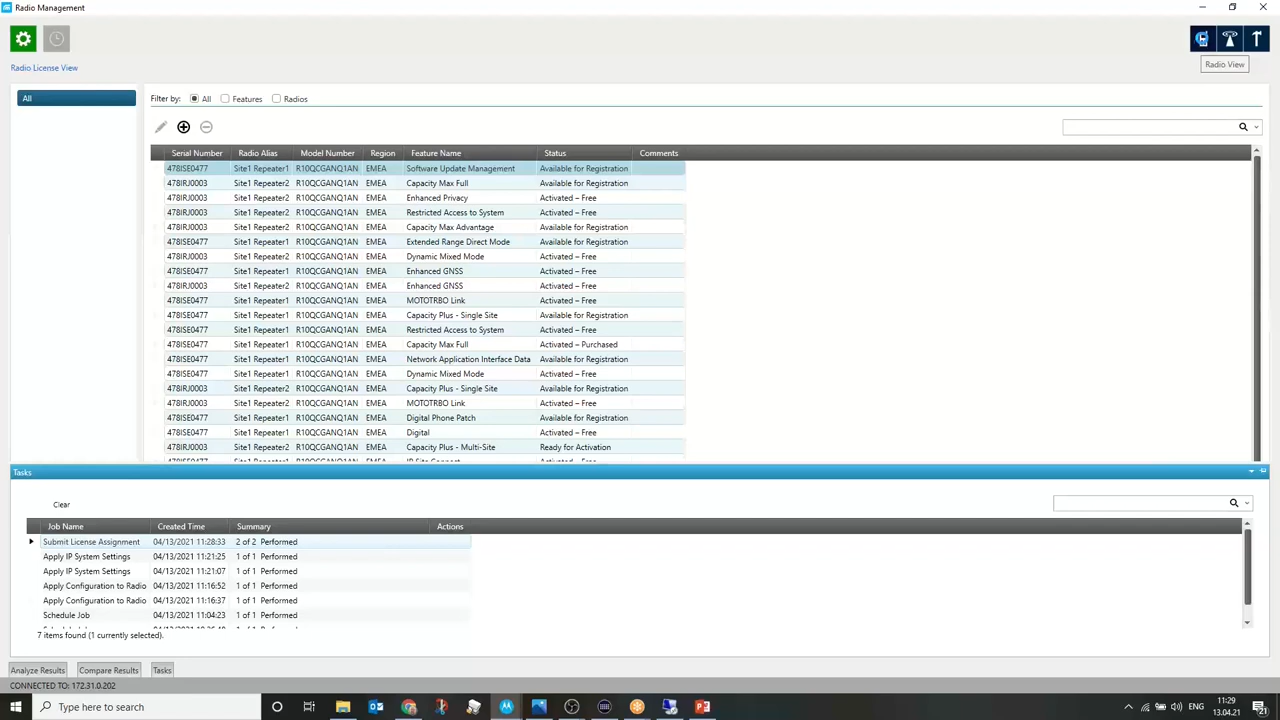 Radio Management
Radio License View
Radio View
All
Filter by: All Features Radios
Serial Number Radio Alias Model Number Region Feature Name Status Comments
478ISE0477 Site1 Repeater1 R10QCGANQ1AN EMEA Software Update Management Available for Registration
478IRJ0003 Site1 Repeater2 R10QCGANQ1AN EMEA Capacity Max Full Available for Registration
478IRJ0003 Site1 Repeater2 R10QCGANQ1AN EMEA Enhanced Privacy Activated – Free
478IRJ0003 Site1 Repeater2 R10QCGANQ1AN EMEA Restricted Access to System Activated – Free
478IRJ0003 Site1 Repeater2 R10QCGANQ1AN EMEA Capacity Max Advantage Available for Registration
478ISE0477 Site1 Repeater1 R10QCGANQ1AN EMEA Extended Range Direct Mode Available for Registration
478IRJ0003 Site1 Repeater2 R10QCGANQ1AN EMEA Dynamic Mixed Mode Activated – Free
478ISE0477 Site1 Repeater1 R10QCGANQ1AN EMEA Enhanced GNSS Activated – Free
478IRJ0003 Site1 Repeater2 R10QCGANQ1AN EMEA Enhanced GNSS Activated – Free
478ISE0477 Site1 Repeater1 R10QCGANQ1AN EMEA MOTOTRBO Link Activated – Free
478ISE0477 Site1 Repeater1 R10QCGANQ1AN EMEA Capacity Plus - Single Site Available for Registration
478ISE0477 Site1 Repeater1 R10QCGANQ1AN EMEA Restricted Access to System Activated – Free
478ISE0477 Site1 Repeater1 R10QCGANQ1AN EMEA Capacity Max Full Activated – Purchased
478ISE0477 Site1 Repeater1 R10QCGANQ1AN EMEA Network Application Interface Data Available for Registration
478ISE0477 Site1 Repeater1 R10QCGANQ1AN EMEA Dynamic Mixed Mode Activated – Free
478IRJ0003 Site1 Repeater2 R10QCGANQ1AN EMEA Capacity Plus - Single Site Available for Registration
478IRJ0003 Site1 Repeater2 R10QCGANQ1AN EMEA MOTOTRBO Link Activated – Free
478ISE0477 Site1 Repeater1 R10QCGANQ1AN EMEA Digital Phone Patch Available for Registration
478ISE0477 Site1 Repeater1 R10QCGANQ1AN EMEA Digital Activated – Free
478IRJ0003 Site1 Repeater2 R10QCGANQ1AN EMEA Capacity Plus - Multi-Site Ready for Activation
Tasks
Clear
Job Name Created Time Summary Actions
Submit License Assignment 04/13/2021 11:28:33 2 of 2 Performed
Apply IP System Settings 04/13/2021 11:21:25 1 of 1 Performed
Apply IP System Settings 04/13/2021 11:21:07 1 of 1 Performed
Apply Configuration to Radio 04/13/2021 11:16:52 1 of 1 Performed
Apply Configuration to Radio 04/13/2021 11:16:37 1 of 1 Performed
Schedule Job 04/13/2021 11:04:23 1 of 1 Performed
7 items found (1 currently selected).
Analyze Results Compare Results Tasks
CONNECTED TO: 172.31.0.202
Type here to search
ENG
11:29
13.04.21
21